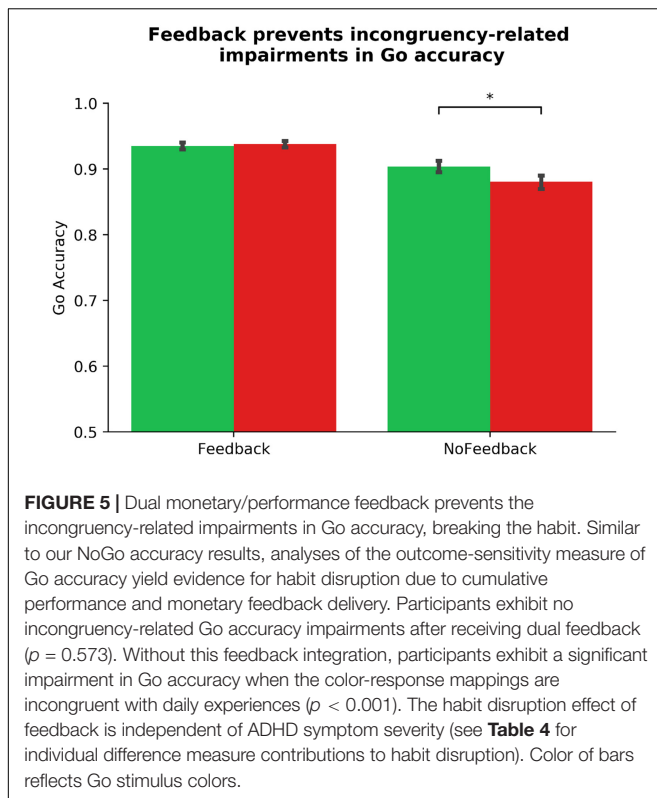 Feedback prevents incongruency-related
impairments in Go accuracy
*
1.0
0.9
0.8
0.7
0.6
0.5
Go Accuracy
Feedback
NoFeedback
FIGURE 5 | Dual monetary/performance feedback prevents the
incongruency-related impairments in Go accuracy, breaking the habit. Similar
to our NoGo accuracy results, analyses of the outcome-sensitivity measure of
Go accuracy yield evidence for habit disruption due to cumulative
performance and monetary feedback delivery. Participants exhibit no
incongruency-related Go accuracy impairments after receiving dual feedback
(p = 0.573). Without this feedback integration, participants exhibit a significant
impairment in Go accuracy when the color-response mappings are
incongruent with daily experiences (p < 0.001). The habit disruption effect of
feedback is independent of ADHD symptom severity (see Table 4 for
individual difference measure contributions to habit disruption). Color of bars
reflects Go stimulus colors.